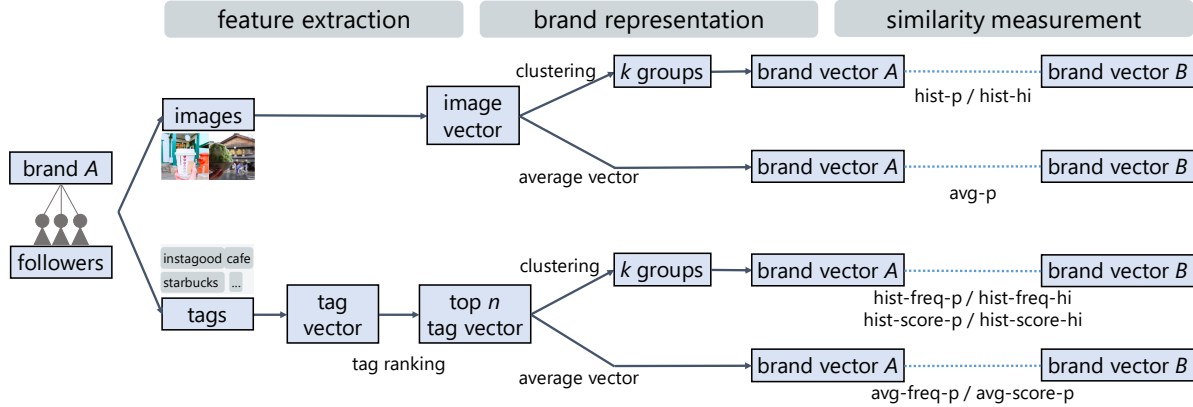 feature extraction
brand representation
similarity measurement
clustering
k groups
brand vector A
brand vector B
hist-p / hist-hi
images
image
vector
average vector
brand vector A
brand vector B
avg-p
brand A
followers
instagood
cafe
starbucks
...
tags
tag
vector
tag ranking
top n
tag vector
clustering
k groups
brand vector A
brand vector B
hist-freq-p / hist-freq-hi
hist-score-p / hist-score-hi
average vector
brand vector A
brand vector B
avg-freq-p / avg-score-p